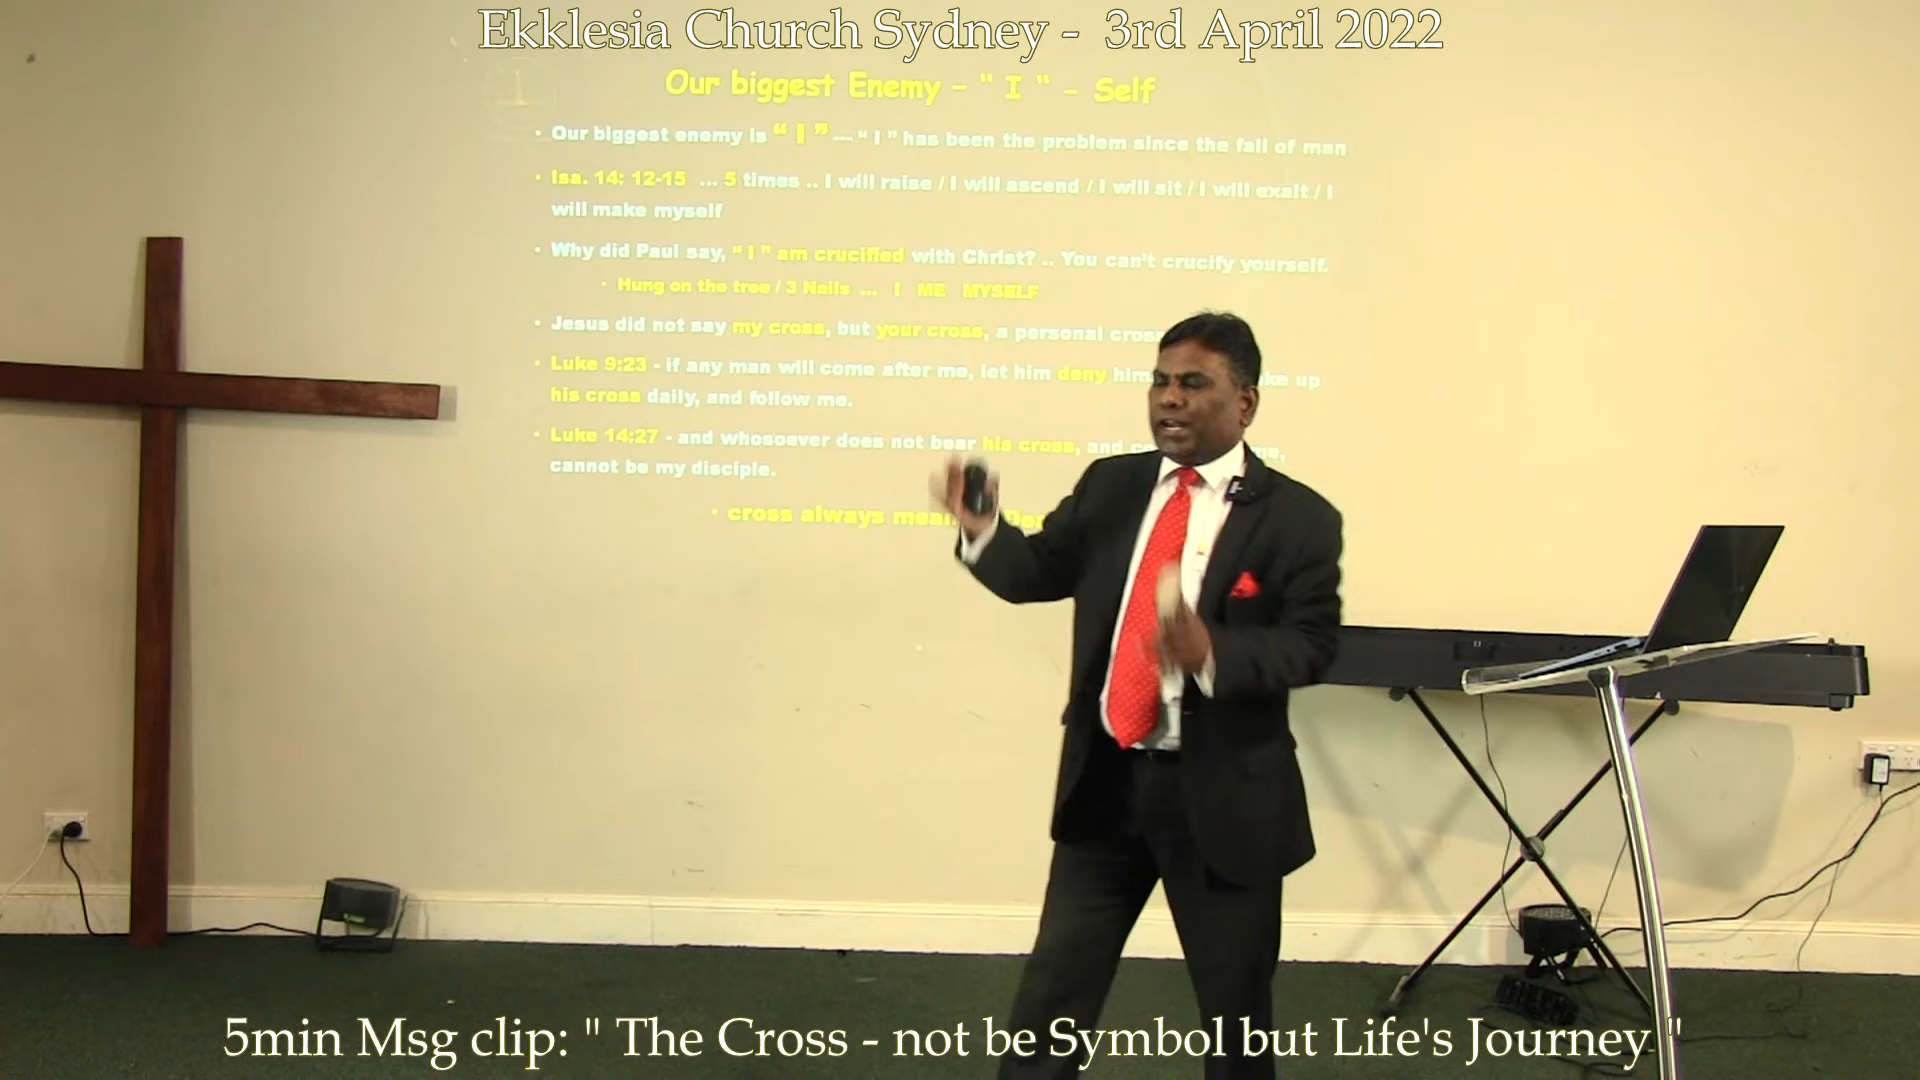 Ekklesia Church Sydney - 3rd April 2022
Our biggest Enemy - " I " - Self
• Our biggest enemy is " I " --- " I " has been the problem since the fall of man
• Isa. 14: 12-15 ... 5 times .. I will raise / I will ascend / I will sit / I will exalt / I
will make myself
• Why did Paul say, " I " am crucified with Christ? .. You can't crucify yourself.
• Hung on the tree / 3 Nails ... I ME MYSELF
• Jesus did not say my cross, but your cross, a personal
• Luke 9:23 - if any man will come after me, let him deny up
his cross daily, and follow me.
• Luke 14:27 - and whosoever does not bear his cross, and
cannot be my disciple.
• cross always
5min Msg clip: " The Cross - not be Symbol but Life's Journey "